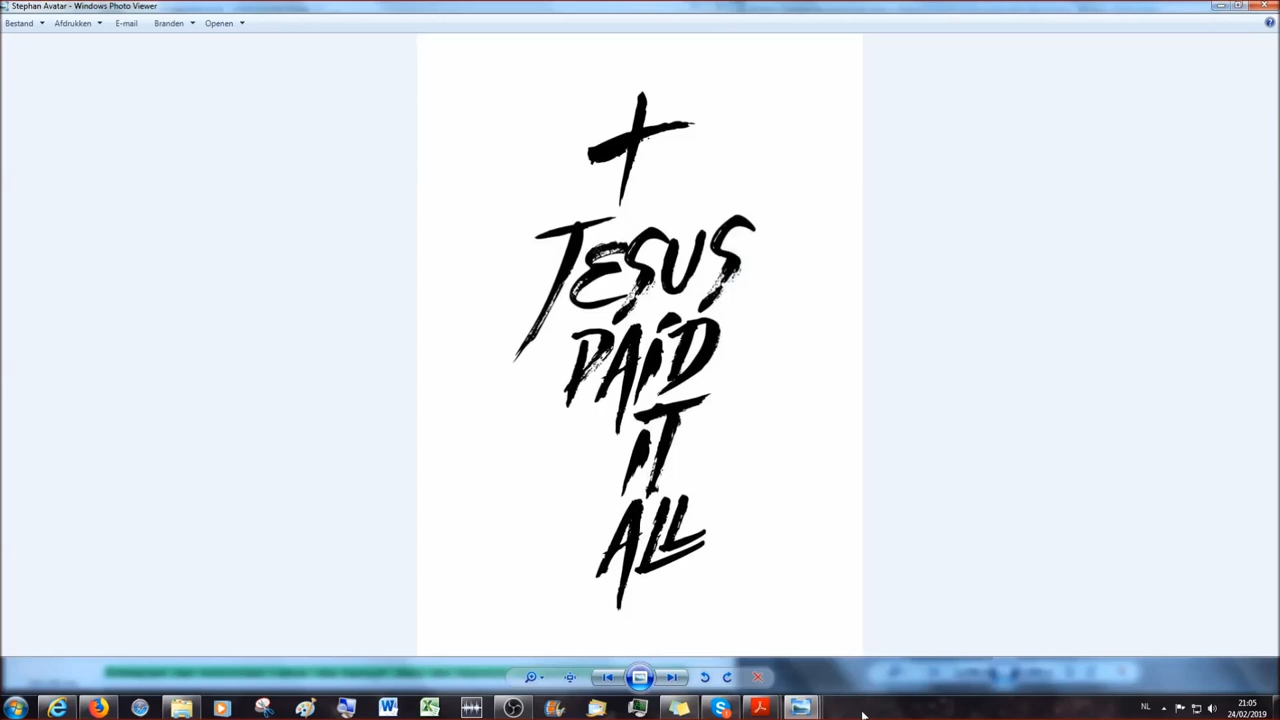 Stephan Avatar - Windows Photo Viewer
Bestand Afdrukken E-mail Branden Openen
JESUS
PAID
IT
ALL
NL
21:05
24/02/2019